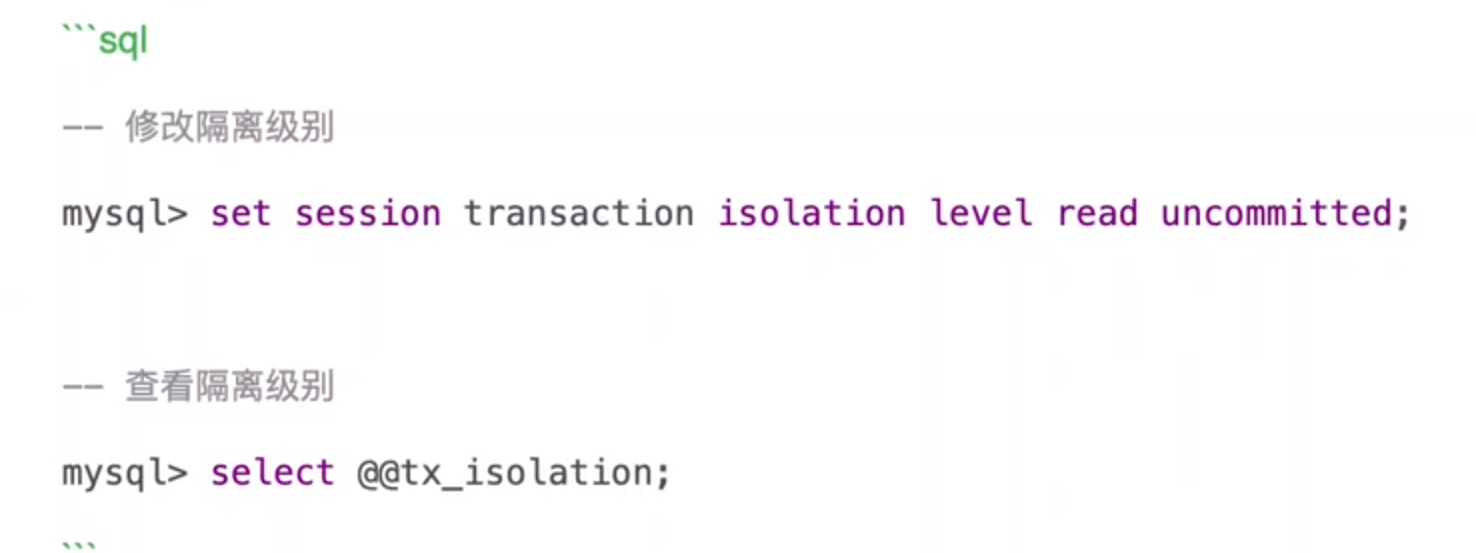 ```sql
-- 修改隔离级别
mysql> set session transaction isolation level read uncommitted;
-- 查看隔离级别
mysql> select @@tx_isolation;
```